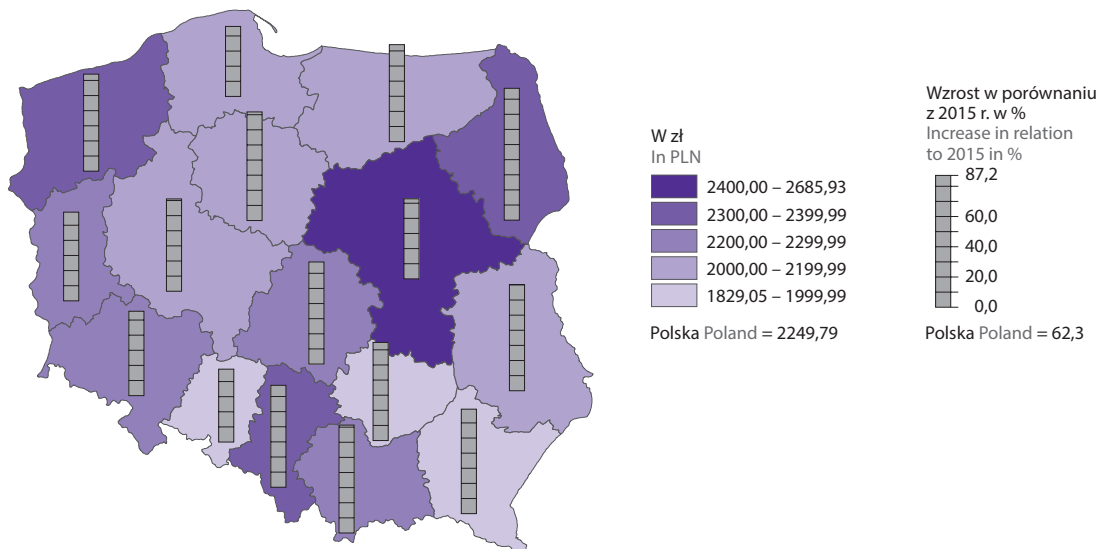 W zł
In PLN
2400,00 – 2685,93
2300,00 – 2399,99
2200,00 – 2299,99
2000,00 – 2199,99
1829,05 – 1999,99
Polska Poland = 2249,79
Wzrost w porównaniu
z 2015 r. w %
Increase in relation
to 2015 in %
87,2
60,0
40,0
20,0
0,0
Polska Poland = 62,3